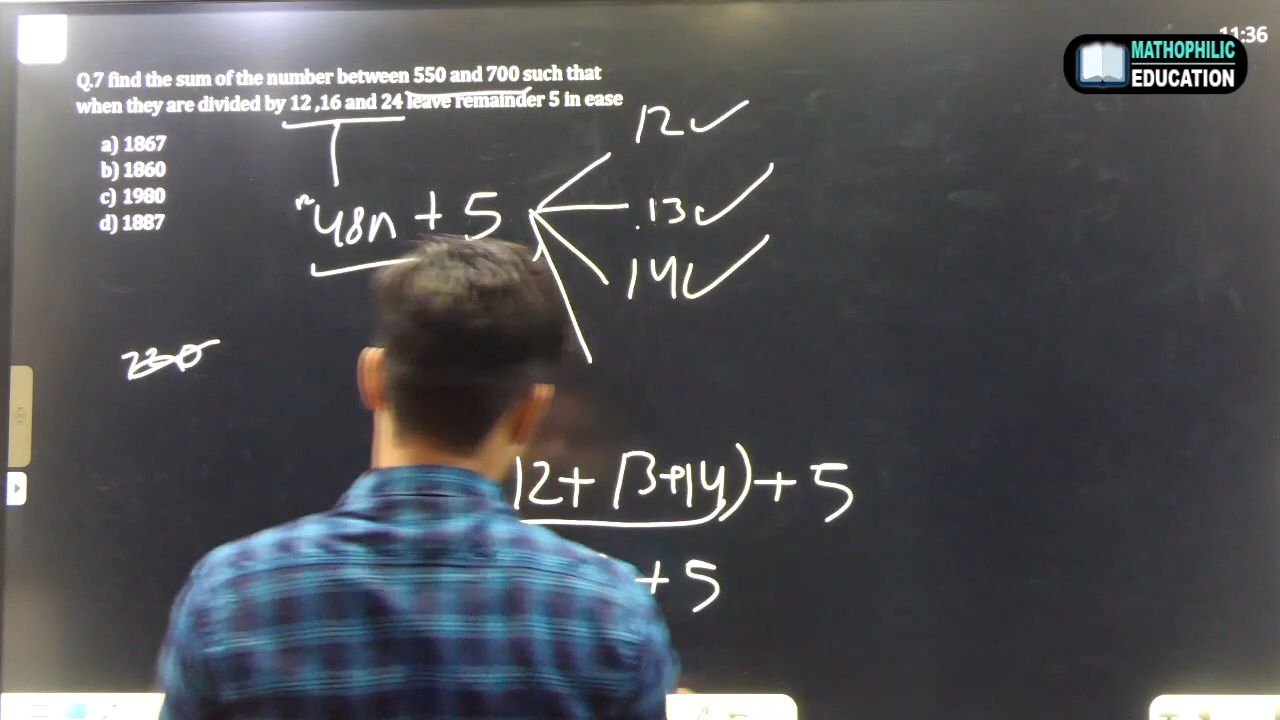 11:36
MATHOPHILIC
EDUCATION
Q.7 find the sum of the number between 550 and 700 such that
when they are divided by 12 ,16 and 24 leave remainder 5 in ease
a) 1867
b) 1860
c) 1980
d) 1887
12 ✓
48n + 5
13 ✓
14 ✓
12 + 13 + 14) + 5
+ 5